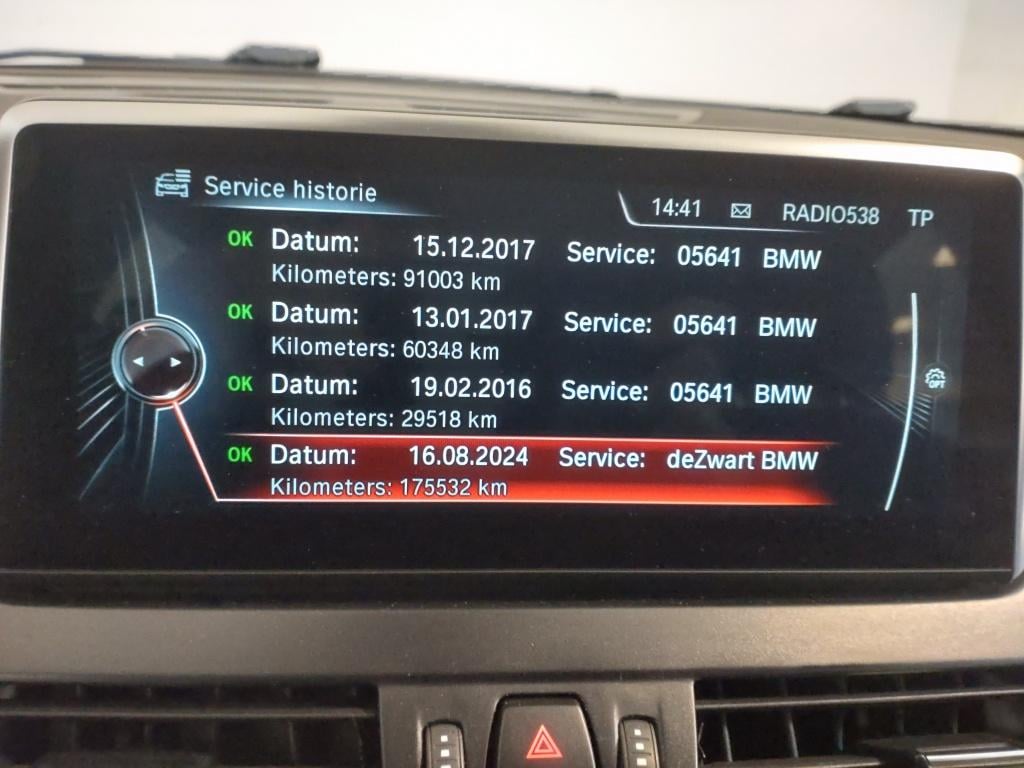 Service historie
14:41 RADIO538 TP
OK Datum: 15.12.2017 Service: 05641 BMW
Kilometers: 91003 km
OK Datum: 13.01.2017 Service: 05641 BMW
Kilometers: 60348 km
OK Datum: 19.02.2016 Service: 05641 BMW
Kilometers: 29518 km
OK Datum: 16.08.2024 Service: deZwart BMW
Kilometers: 175532 km
OPT